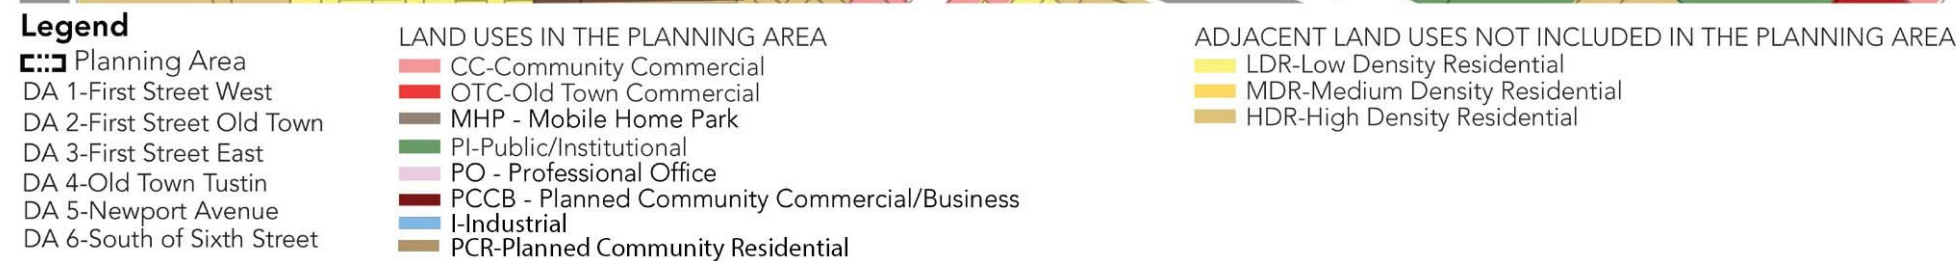 Legend
Planning Area
DA 1-First Street West
DA 2-First Street Old Town
DA 3-First Street East
DA 4-Old Town Tustin
DA 5-Newport Avenue
DA 6-South of Sixth Street
LAND USES IN THE PLANNING AREA
CC-Community Commercial
OTC-Old Town Commercial
MHP - Mobile Home Park
PI-Public/Institutional
PO - Professional Office
PCCB - Planned Community Commercial/Business
I-Industrial
PCR-Planned Community Residential
ADJACENT LAND USES NOT INCLUDED IN THE PLANNING AREA
LDR-Low Density Residential
MDR-Medium Density Residential
HDR-High Density Residential